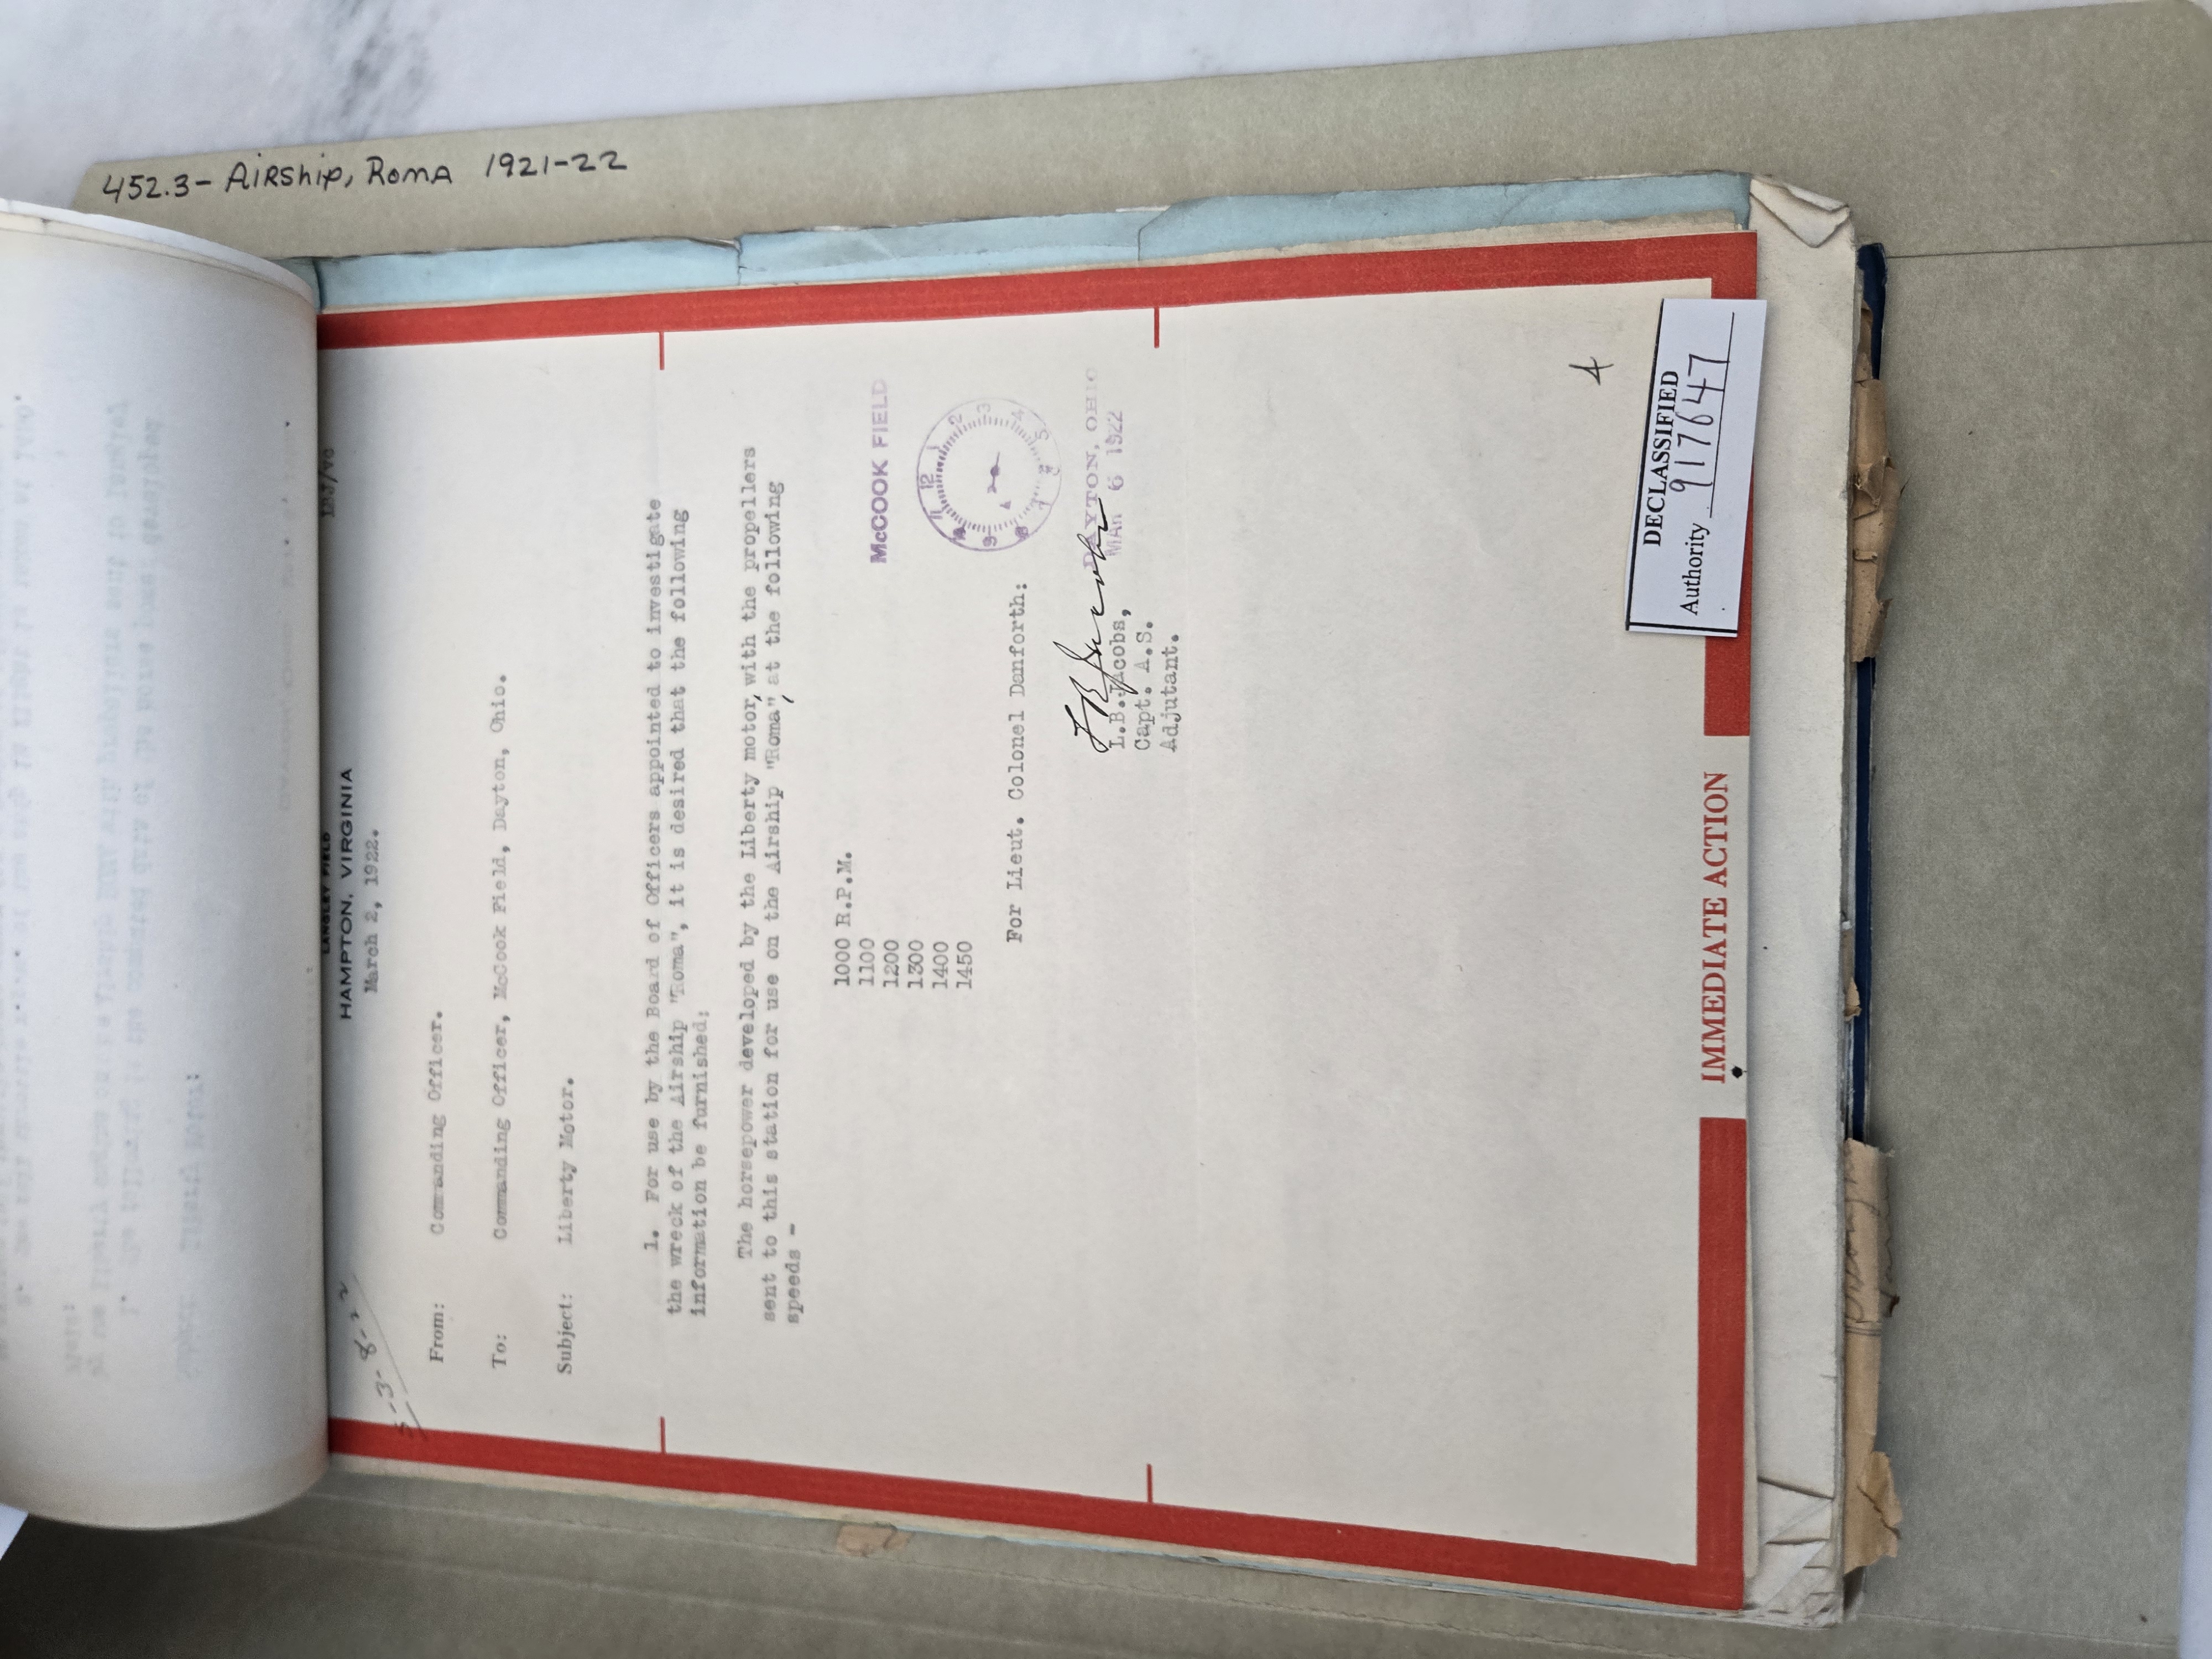 452.3 - AIRSHIP, ROMA 1921-22
LANGLEY FIELD
HAMPTON, VIRGINIA
LBJ/vc
March 2, 1922.
3-8-22
From: Commanding Officer.
To: Commanding Officer, McCook Field, Dayton, Ohio.
Subject: Liberty Motor.
1. For use by the Board of Officers appointed to investigate
the wreck of the Airship "Roma", it is desired that the following
information be furnished;
The horsepower developed by the Liberty motor, with the propellers
sent to this station for use on the Airship "Roma", at the following
speeds -
1000 R.P.M.
1100
1200
1300
1400
1450
McCOOK FIELD
12 1 2 3 4 5 6 7 8 9 10 11
For Lieut. Colonel Danforth:
L B Jacobs
DAYTON, OHIO
MAR 6 1922
L.B.Jacobs,
Capt. A.S.
Adjutant.
4
DECLASSIFIED
Authority 917647
IMMEDIATE ACTION